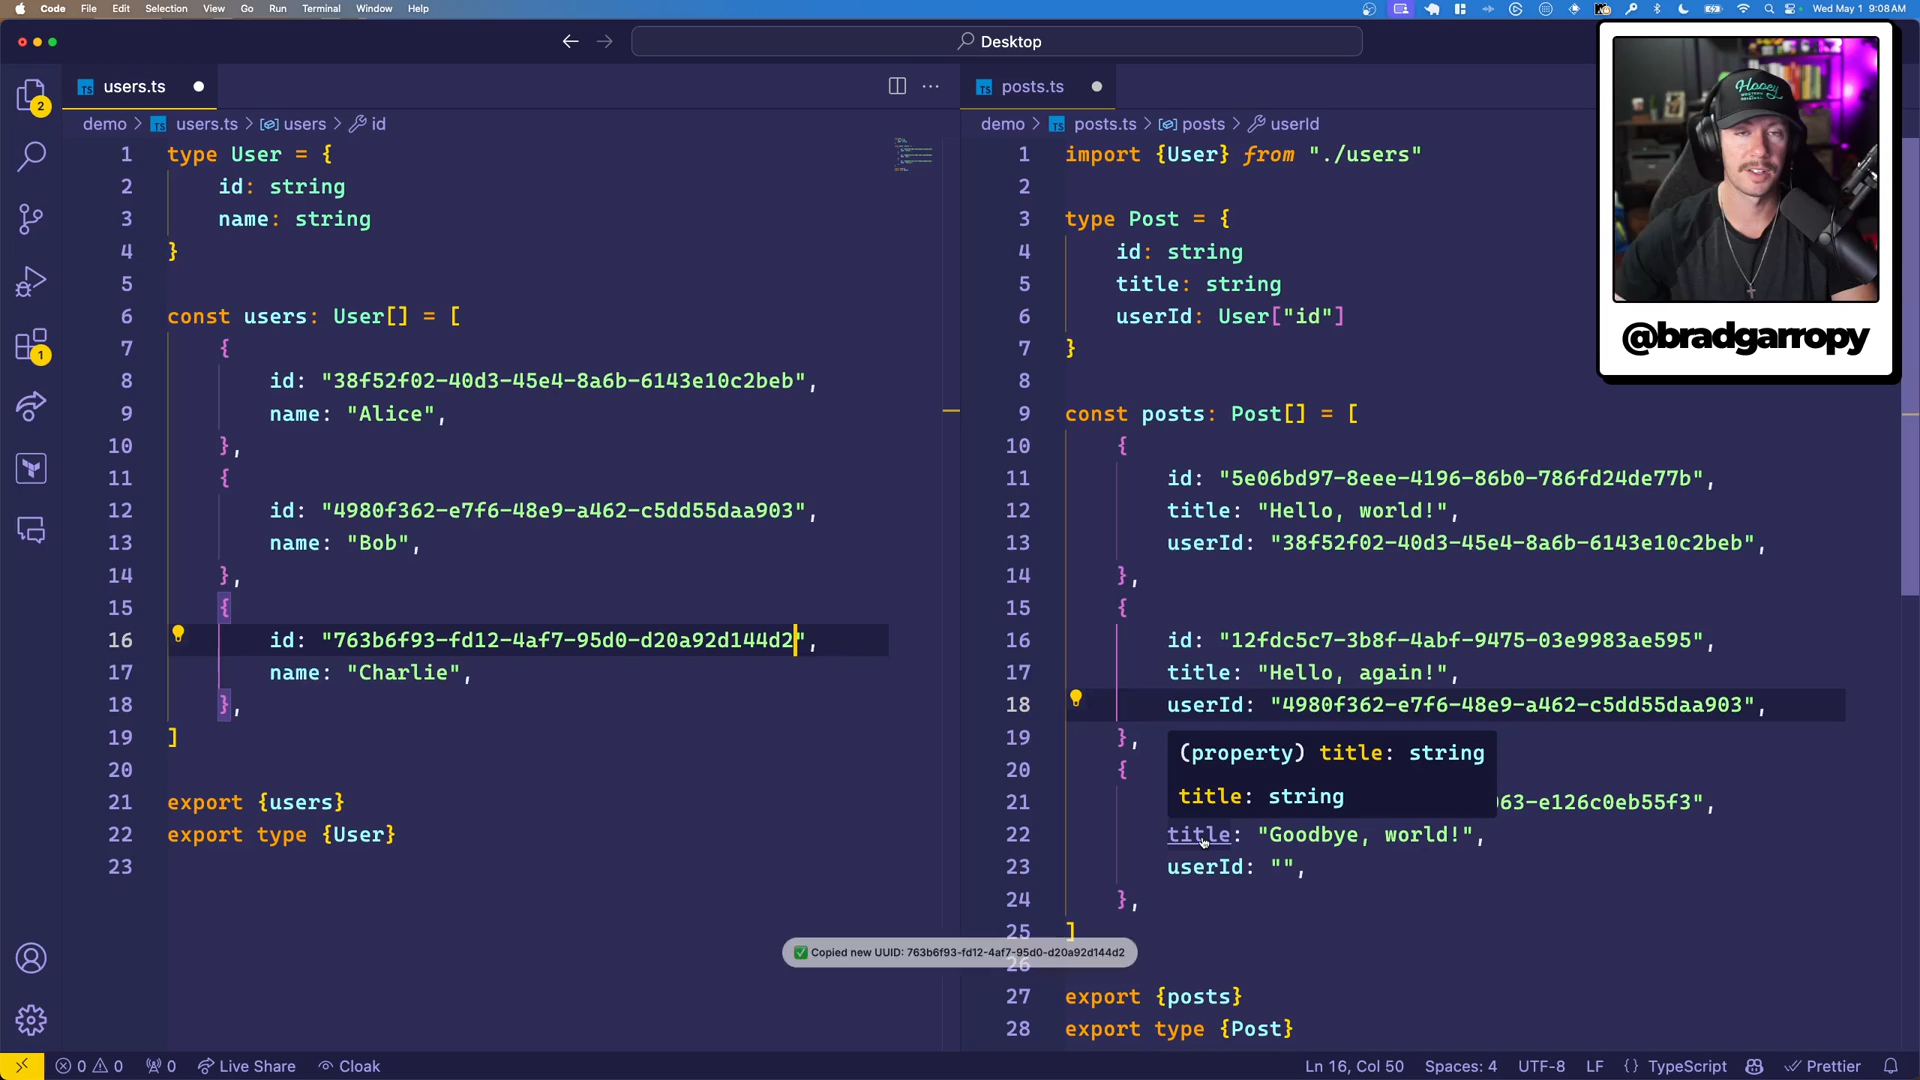 Code File Edit Selection View Go Run Terminal Window Help
Wed May 1 9:08 AM
Desktop
users.ts
demo > users.ts > users > id
1 type User = {
2 id: string
3 name: string
4 }
5
6 const users: User[] = [
7 {
8 id: "38f52f02-40d3-45e4-8a6b-6143e10c2beb",
9 name: "Alice",
10 },
11 {
12 id: "4980f362-e7f6-48e9-a462-c5dd55daa903",
13 name: "Bob",
14 },
15 {
16 id: "763b6f93-fd12-4af7-95d0-d20a92d144d2",
17 name: "Charlie",
18 },
19 ]
20
21 export {users}
22 export type {User}
23
posts.ts
demo > posts.ts > posts > userId
1 import {User} from "./users"
2
3 type Post = {
4 id: string
5 title: string
6 userId: User["id"]
7 }
8
9 const posts: Post[] = [
10 {
11 id: "5e06bd97-8eee-4196-86b0-786fd24de77b",
12 title: "Hello, world!",
13 userId: "38f52f02-40d3-45e4-8a6b-6143e10c2beb",
14 },
15 {
16 id: "12fdc5c7-3b8f-4abf-9475-03e9983ae595",
17 title: "Hello, again!",
18 userId: "4980f362-e7f6-48e9-a462-c5dd55daa903",
19 },
(property) title: string
20 {
title: string
21 063-e126c0eb55f3",
22 title: "Goodbye, world!",
23 userId: "",
24 },
25 ]
26
27 export {posts}
28 export type {Post}
✅ Copied new UUID: 763b6f93-fd12-4af7-95d0-d20a92d144d2
Hooey
@bradgarropy
2
1
0 0 0 Live Share Cloak
Ln 16, Col 50 Spaces: 4 UTF-8 LF {} TypeScript Prettier